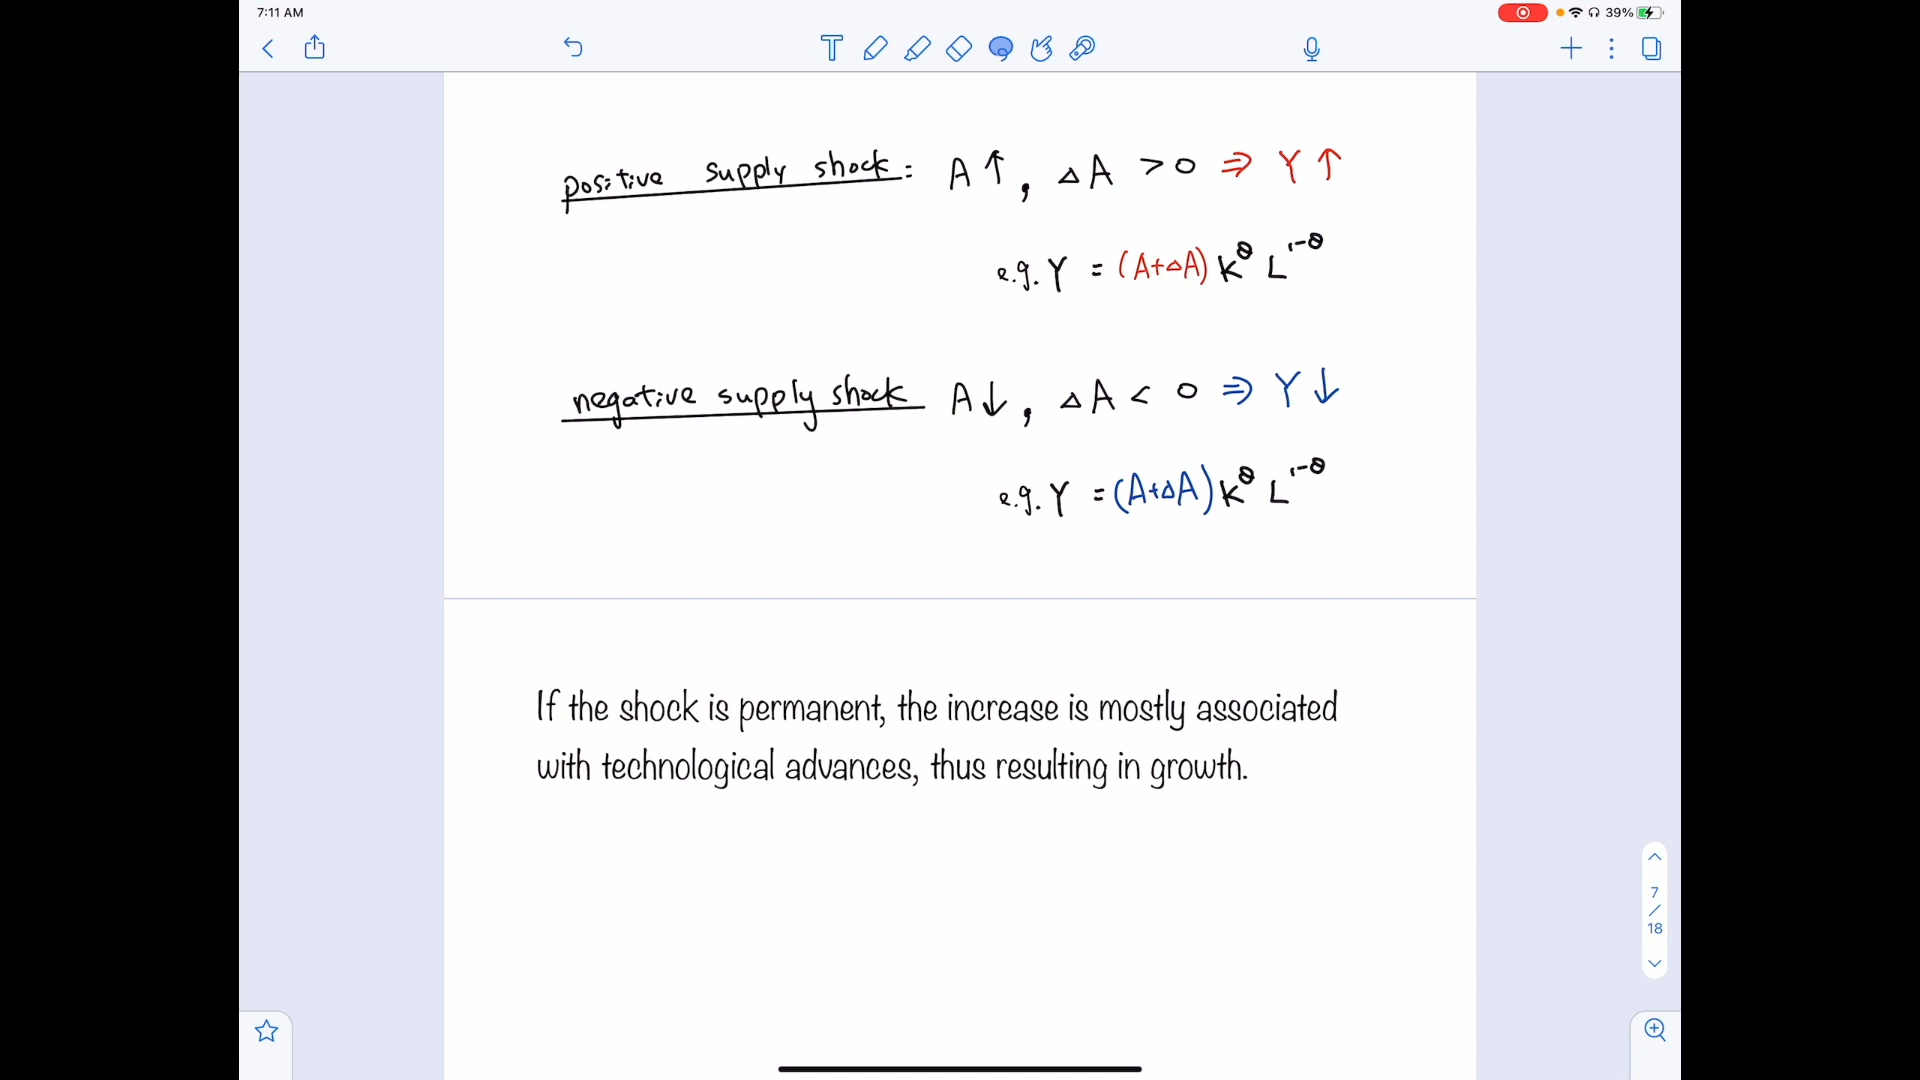 7:11 AM
39%
positive supply shock: A↑, ΔA > 0 ⇒ Y↑
e.g. Y = (A+ΔA) K^θ L^1-θ
negative supply shock A↓, ΔA < 0 ⇒ Y↓
e.g. Y = (A+ΔA) K^θ L^1-θ
If the shock is permanent, the increase is mostly associated
with technological advances, thus resulting in growth.
7
/
18